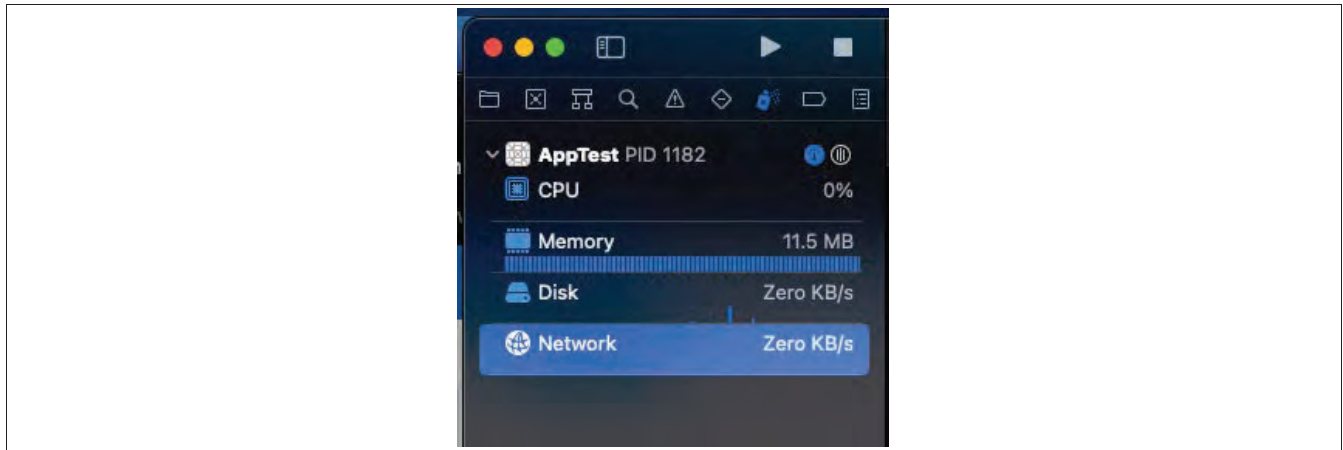 AppTest PID 1182
CPU 0%
Memory 11.5 MB
Disk Zero KB/s
Network Zero KB/s